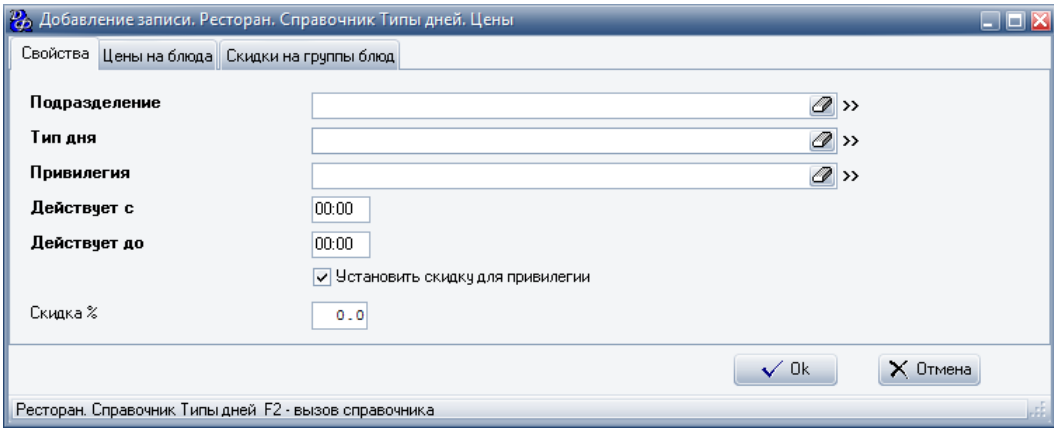 Добавление записи. Ресторан. Справочник Типы дней. Цены
Свойства Цены на блюда Скидки на группы блюд
Подразделение >>
Тип дня >>
Привилегия >>
Действует с 00:00
Действует до 00:00
Установить скидку для привилегии
Скидка % 0.0
Ok Отмена
Ресторан. Справочник Типы дней F2 - вызов справочника